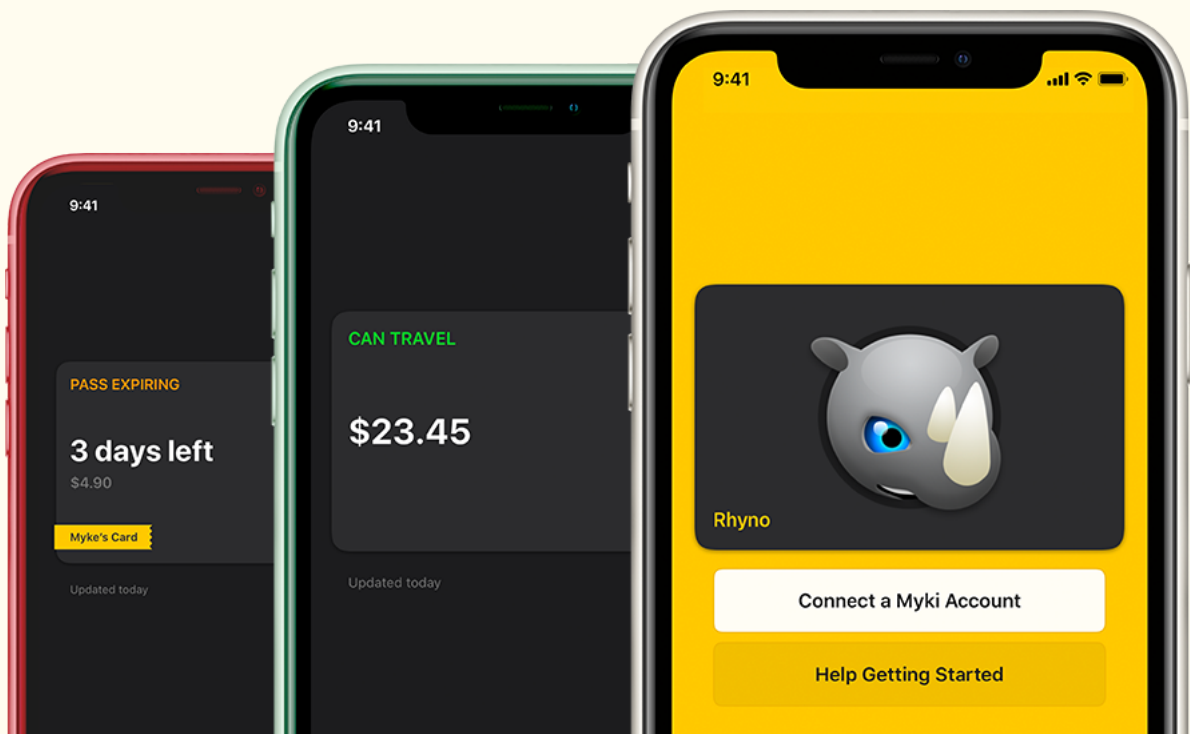 9:41
PASS EXPIRING
3 days left
$4.90
Myke's Card
Updated today
9:41
CAN TRAVEL
$23.45
Updated today
9:41
Rhyno
Connect a Myki Account
Help Getting Started